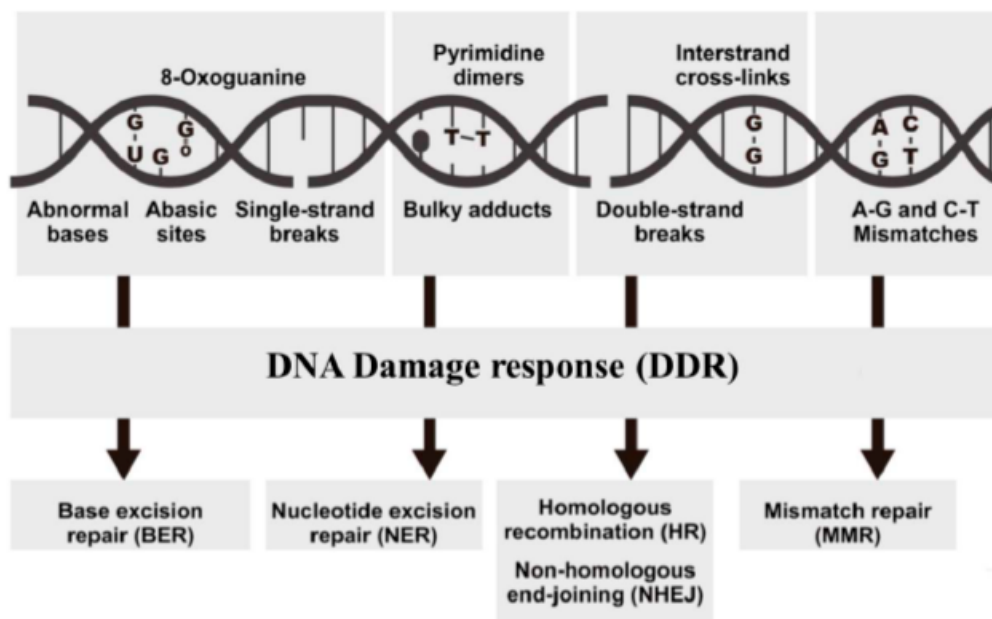 8-Oxoguanine
Pyrimidine
dimers
Interstrand
cross-links
G
U
G
G
O
T
T
G
G
A
G
C
T
Abnormal
bases
Abasic
sites
Single-strand
breaks
Bulky adducts
Double-strand
breaks
A-G and C-T
Mismatches
DNA Damage response (DDR)
Base excision
repair (BER)
Nucleotide excision
repair (NER)
Homologous
recombination (HR)
Non-homologous
end-joining (NHEJ)
Mismatch repair
(MMR)